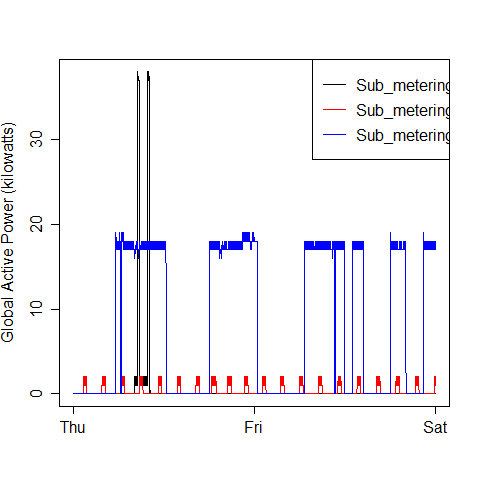 Global Active Power (kilowatts)
0
10
20
30
Thu
Fri
Sat
Sub_metering
Sub_metering
Sub_metering